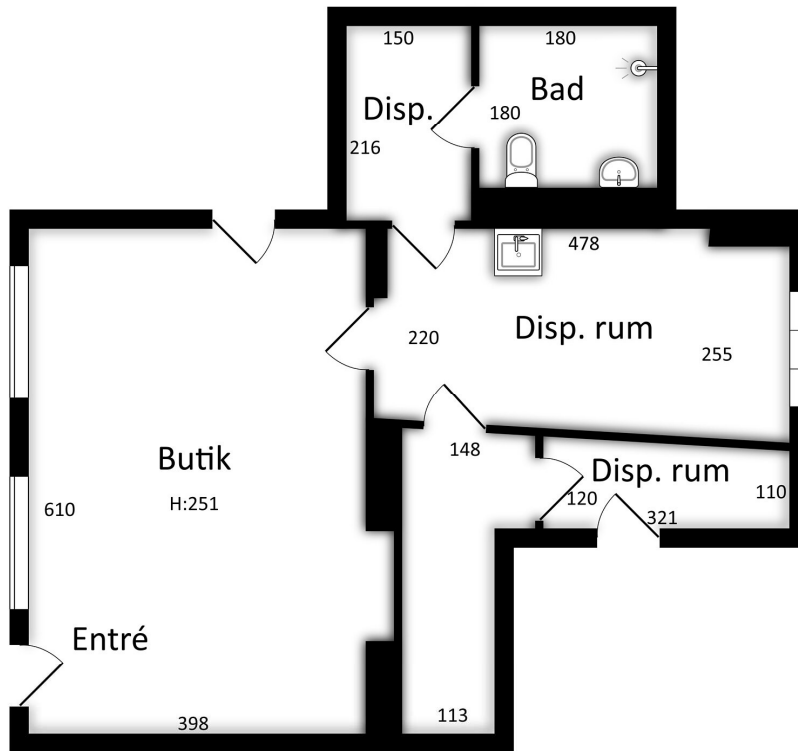 150
180
Disp.
Bad
180
216
478
220
Disp. rum
255
Butik
148
Disp. rum
H:251
610
120
110
321
Entré
398
113